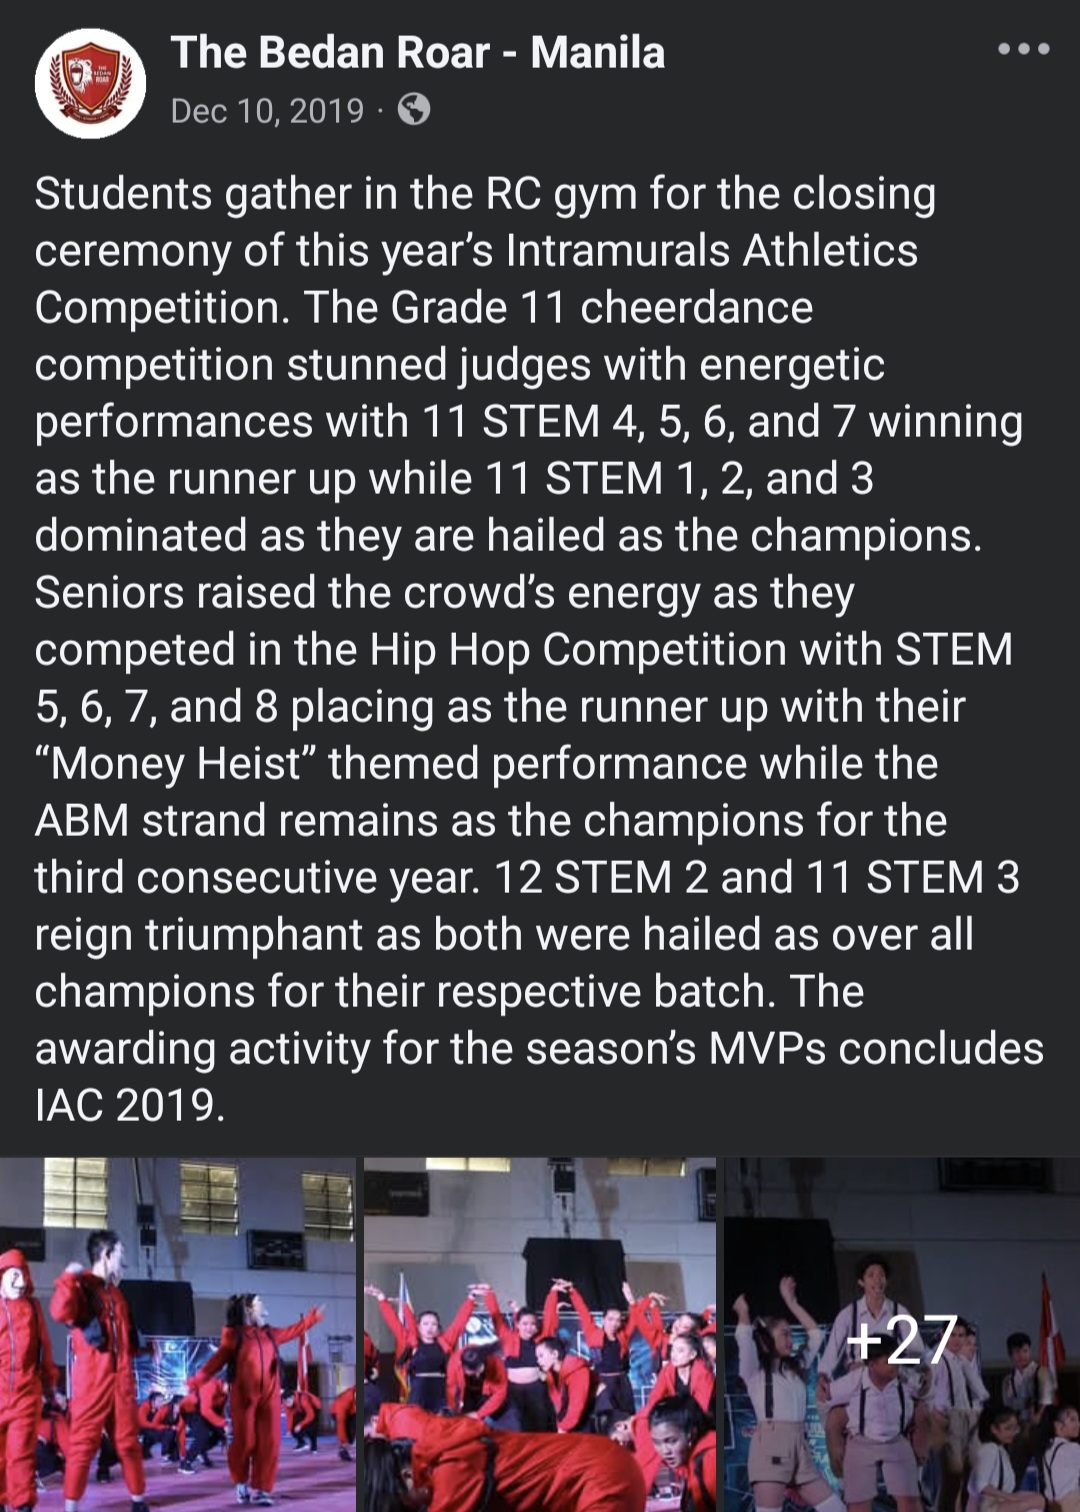 The Bedan Roar - Manila
Dec 10, 2019 ·
Students gather in the RC gym for the closing
ceremony of this year’s Intramurals Athletics
Competition. The Grade 11 cheerdance
competition stunned judges with energetic
performances with 11 STEM 4, 5, 6, and 7 winning
as the runner up while 11 STEM 1, 2, and 3
dominated as they are hailed as the champions.
Seniors raised the crowd’s energy as they
competed in the Hip Hop Competition with STEM
5, 6, 7, and 8 placing as the runner up with their
“Money Heist” themed performance while the
ABM strand remains as the champions for the
third consecutive year. 12 STEM 2 and 11 STEM 3
reign triumphant as both were hailed as over all
champions for their respective batch. The
awarding activity for the season’s MVPs concludes
IAC 2019.
+27